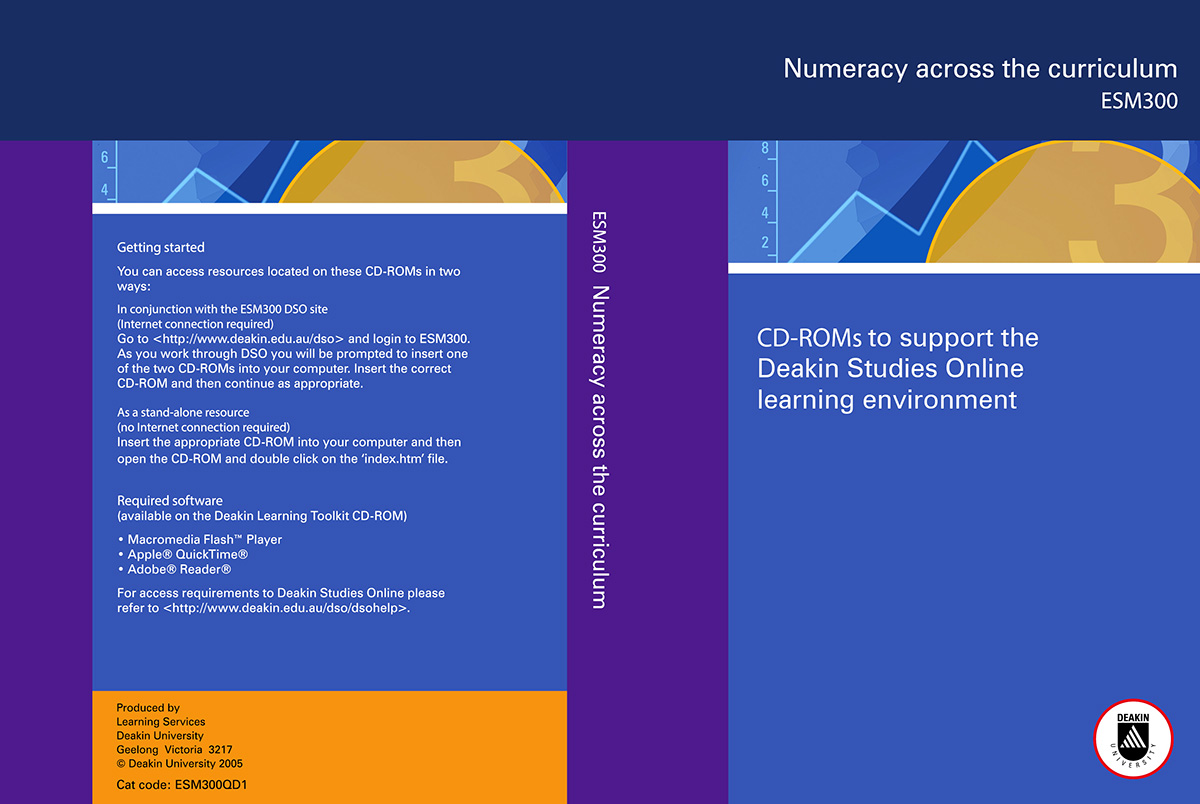 Numeracy across the curriculum
ESM300
6
4
Getting started
You can access resources located on these CD-ROMs in two
ways:
In conjunction with the ESM300 DSO site
(Internet connection required)
Go to <http://www.deakin.edu.au/dso> and login to ESM300.
As you work through DSO you will be prompted to insert one
of the two CD-ROMs into your computer. Insert the correct
CD-ROM and then continue as appropriate.
As a stand-alone resource
(no Internet connection required)
Insert the appropriate CD-ROM into your computer and then
open the CD-ROM and double click on the ‘index.htm’ file.
Required software
(available on the Deakin Learning Toolkit CD-ROM)
• Macromedia Flash™ Player
• Apple® QuickTime®
• Adobe® Reader®
For access requirements to Deakin Studies Online please
refer to <http://www.deakin.edu.au/dso/dsohelp>.
Produced by
Learning Services
Deakin University
Geelong Victoria 3217
© Deakin University 2005
Cat code: ESM300QD1
3
ESM300 Numeracy across the curriculum
8
6
4
2
3
CD-ROMs to support the
Deakin Studies Online
learning environment
DEAKIN
UNIVERSITY